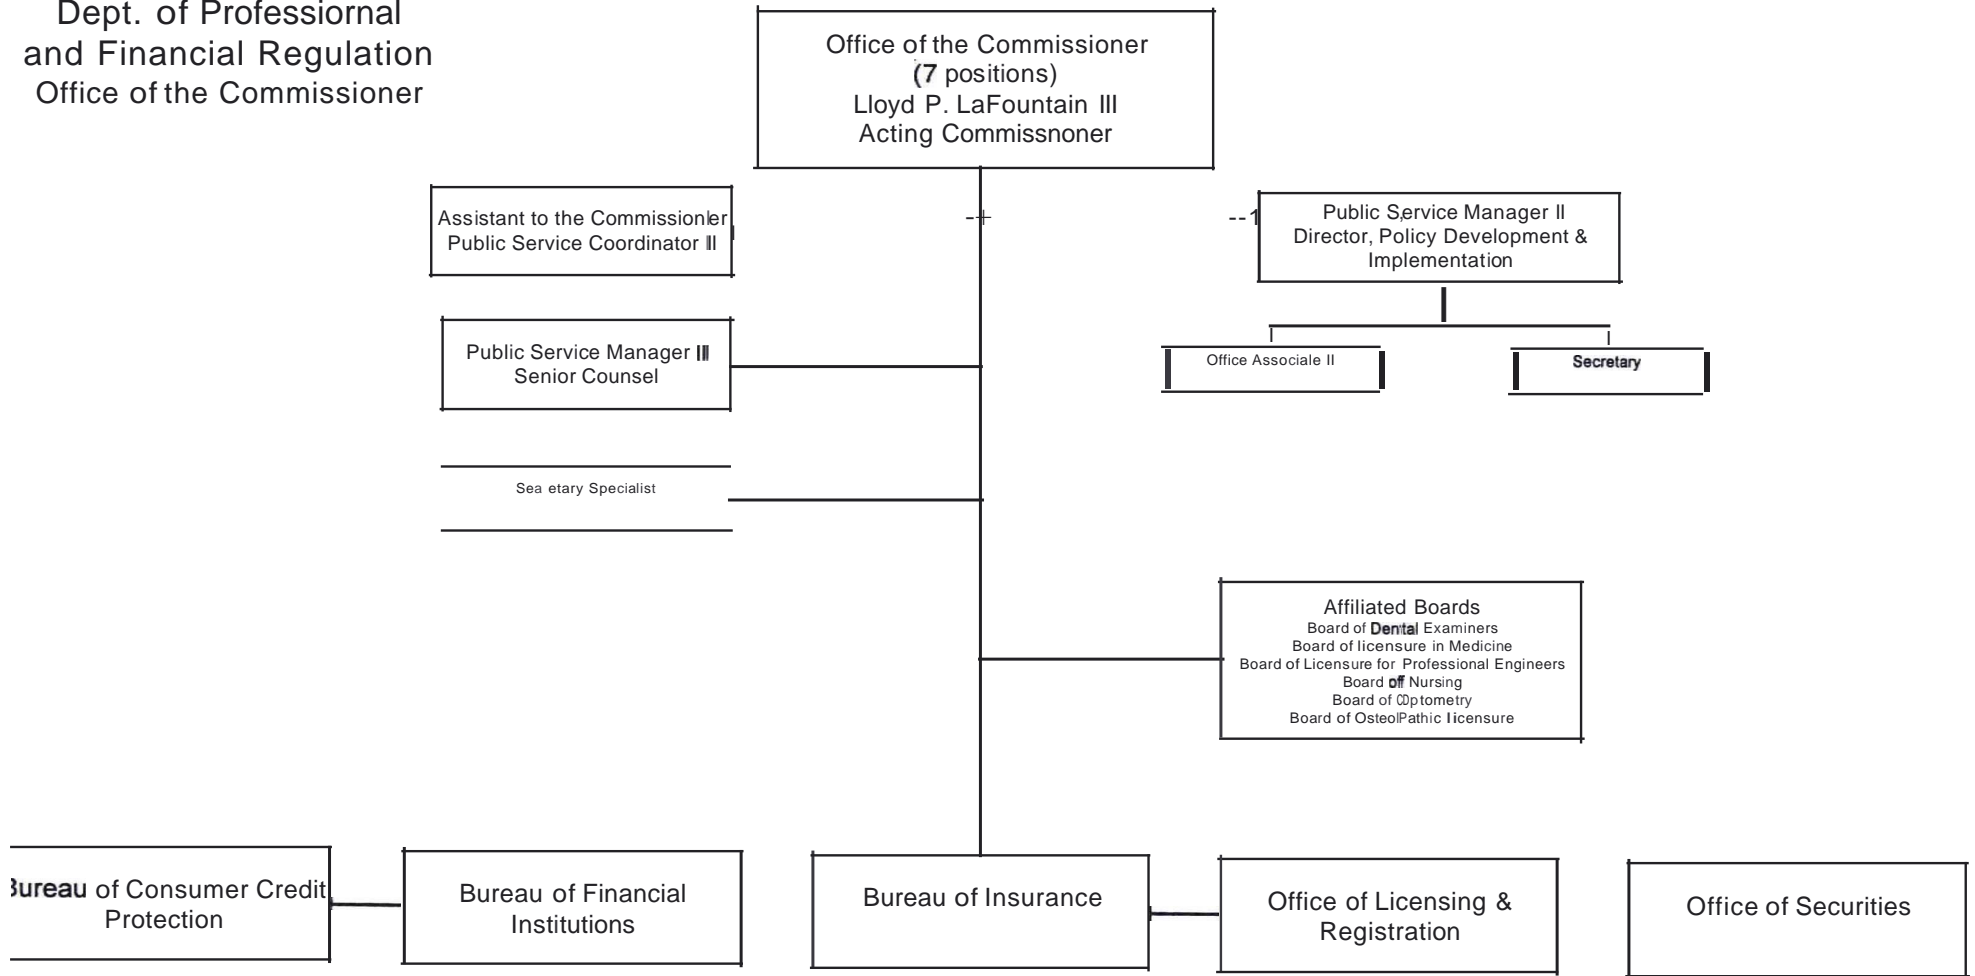 Dept. of Professiornal
and Financial Regulation
Office of the Commissioner
Office of the Commissioner
(7 positions)
Lloyd P. LaFountain III
Acting Commissnoner
Assistant to the Commissionler
Public Service Coordinator II
Public Service Manager II
Director, Policy Development &
Implementation
Public Service Manager III
Senior Counsel
Office Associale II
Secretary
Sea etary Specialist
Affiliated Boards
Board of Dental Examiners
Board of licensure in Medicine
Board of Licensure for Professional Engineers
Board off Nursing
Board of Optometry
Board of OsteolPathic licensure
Bureau of Consumer Credit
Protection
Bureau of Financial
Institutions
Bureau of Insurance
Office of Licensing &
Registration
Office of Securities